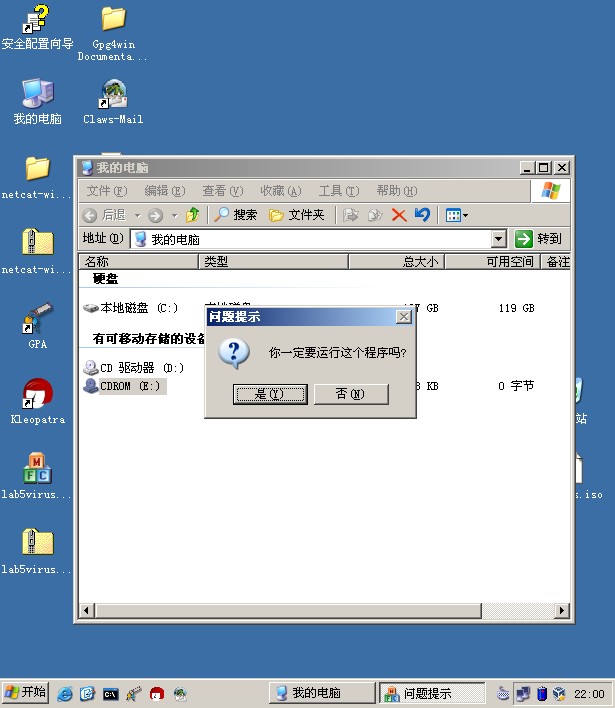 安全配置向导
Gpg4win
Documenta...
我的电脑
Claws-Mail
netcat-wi...
netcat-wi...
GPA
Kleopatra
lab5virus...
lab5virus...
我的电脑
文件(F) 编辑(E) 查看(V) 收藏(A) 工具(T) 帮助(H)
后退 搜索 文件夹
地址(D) 我的电脑 转到
名称 类型 总大小 可用空间 备注
硬盘
本地磁盘 (C:) 119 GB
有可移动存储的设备
CD 驱动器 (D:)
CDROM (E:) KB 0 字节
问题提示
你一定要运行这个程序吗?
是(Y) 否(N)
站
s.iso
开始 我的电脑 问题提示 22:00